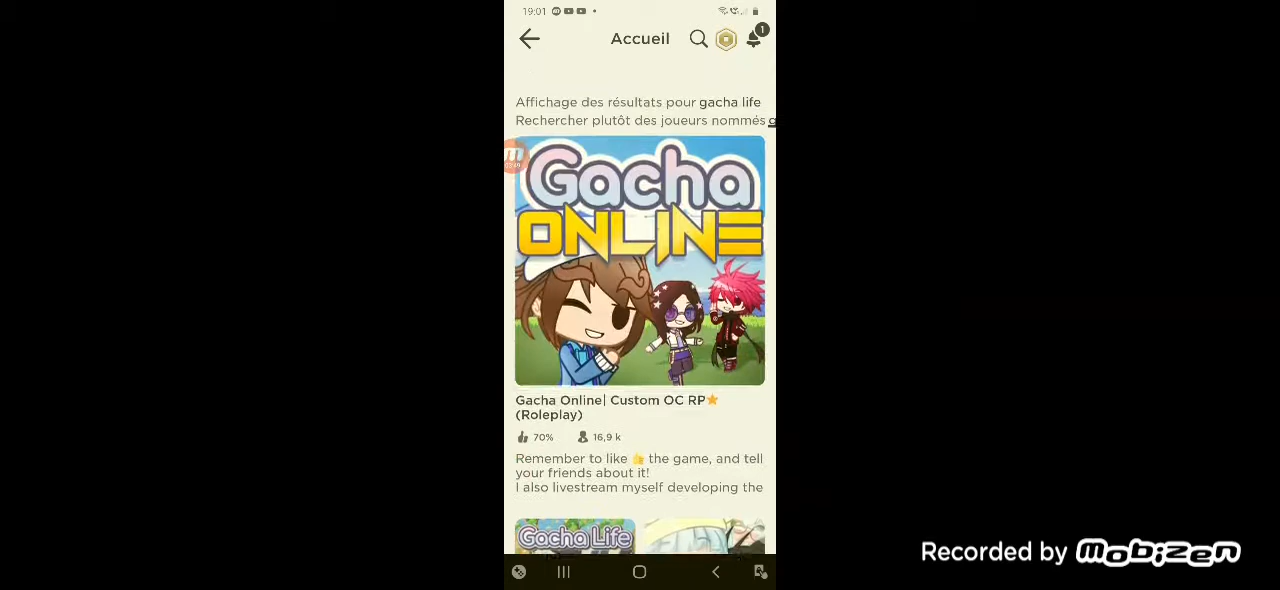 19:01
Accueil
1
Affichage des résultats pour gacha life
Rechercher plutôt des joueurs nommés g
Gacha
ONLINE
Gacha Online| Custom OC RP⭐
(Roleplay)
70% 16,9 k
Remember to like 👍 the game, and tell
your friends about it!
I also livestream myself developing the
Gacha Life
Recorded by MOBIZEN